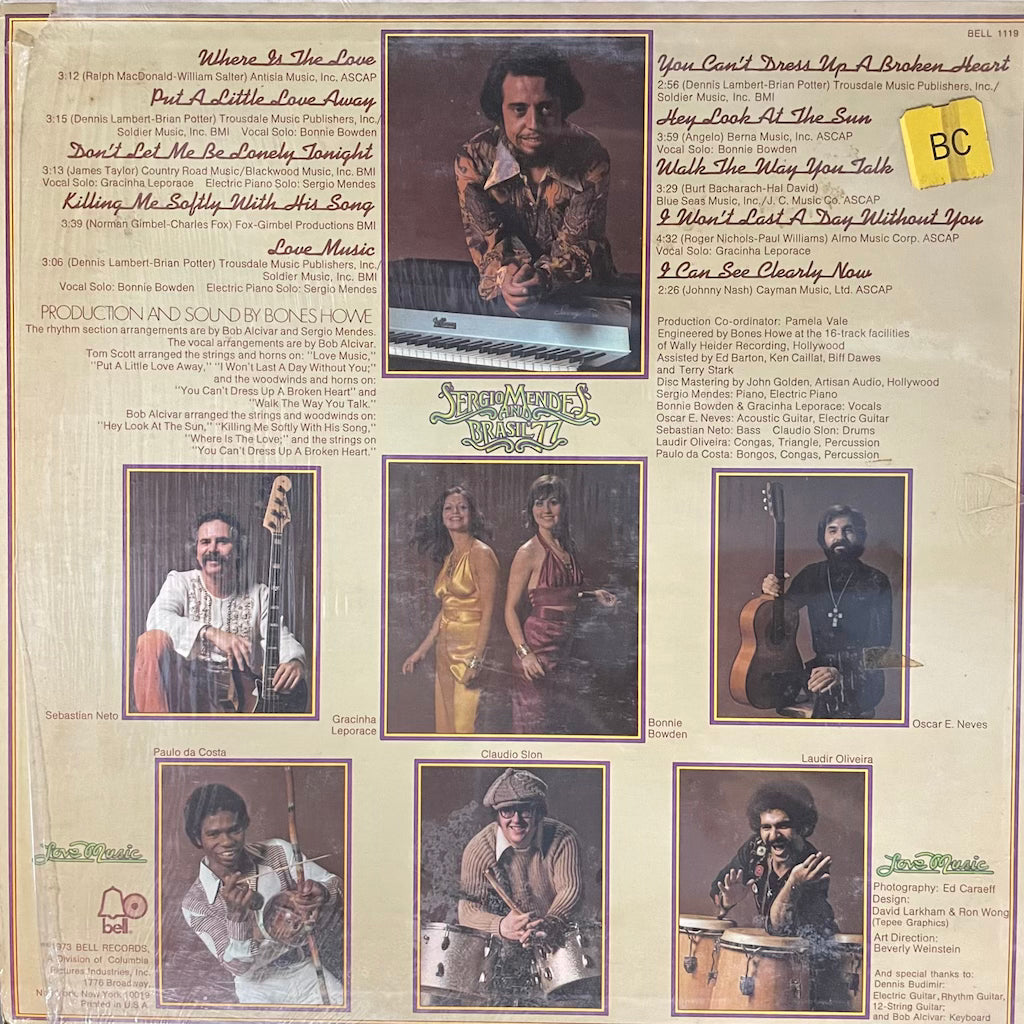 BELL 1119
Where Is The Love
3:12 (Ralph MacDonald-William Salter) Antisia Music, Inc. ASCAP
Put A Little Love Away
3:15 (Dennis Lambert-Brian Potter) Trousdale Music Publishers, Inc./
Soldier Music, Inc. BMI Vocal Solo: Bonnie Bowden
Don't Let Me Be Lonely Tonight
3:13 (James Taylor) Country Road Music/Blackwood Music, Inc. BMI
Vocal Solo: Gracinha Leporace Electric Piano Solo: Sergio Mendes
Killing Me Softly With His Song
3:39 (Norman Gimbel-Charles Fox) Fox-Gimbel Productions BMI
Love Music
3:06 (Dennis Lambert-Brian Potter) Trousdale Music Publishers, Inc./
Soldier Music, Inc. BMI
Vocal Solo: Bonnie Bowden Electric Piano Solo: Sergio Mendes
PRODUCTION AND SOUND BY BONES HOWE
The rhythm section arrangements are by Bob Alcivar and Sergio Mendes.
The vocal arrangements are by Bob Alcivar.
Tom Scott arranged the strings and horns on: "Love Music,"
"Put A Little Love Away," "I Won't Last A Day Without You;"
and the woodwinds and horns on:
"You Can't Dress Up A Broken Heart" and
"Walk The Way You Talk."
Bob Alcivar arranged the strings and woodwinds on:
"Hey Look At The Sun," "Killing Me Softly With His Song."
"Where Is The Love;" and the strings on
"You Can't Dress Up A Broken Heart."
You Can't Dress Up A Broken Heart
2:56 (Dennis Lambert-Brian Potter) Trousdale Music Publishers, Inc./
Soldier Music, Inc. BMI
Hey Look At The Sun
3:59 (Angelo) Berna Music, Inc. ASCAP
Vocal Solo: Bonnie Bowden
Walk The Way You Talk
3:29 (Burt Bacharach-Hal David)
Blue Seas Music, Inc./J. C. Music Co. ASCAP
I Won't Last A Day Without You
4:32 (Roger Nichols-Paul Williams) Almo Music Corp. ASCAP
Vocal Solo: Gracinha Leporace
I Can See Clearly Now
2:26 (Johnny Nash) Cayman Music, Ltd. ASCAP
BC
Production Co-ordinator: Pamela Vale
Engineered by Bones Howe at the 16-track facilities
of Wally Heider Recording, Hollywood
Assisted by Ed Barton, Ken Caillat, Biff Dawes
and Terry Stark
Disc Mastering by John Golden, Artisan Audio, Hollywood
Sergio Mendes: Piano, Electric Piano
Bonnie Bowden & Gracinha Leporace: Vocals
Oscar E. Neves: Acoustic Guitar, Electric Guitar
Sebastian Neto: Bass Claudio Slon: Drums
Laudir Oliveira: Congas, Triangle, Percussion
Paulo da Costa: Bongos, Congas, Percussion
SERGIO MENDES
AND
BRASIL '77
Sebastian Neto
Gracinha
Leporace
Bonnie
Bowden
Oscar E. Neves
Paulo da Costa
Claudio Slon
Laudir Oliveira
Love Music
bell
1973 BELL RECORDS,
A Division of Columbia
Pictures Industries, Inc.
1776 Broadway,
New York, New York 10019
Printed in U.S.A.
Love Music
Photography: Ed Caraeff
Design:
David Larkham & Ron Wong
(Tepee Graphics)
Art Direction:
Beverly Weinstein
And special thanks to:
Dennis Budimir:
Electric Guitar, Rhythm Guitar,
12-String Guitar;
and Bob Alcivar: Keyboard